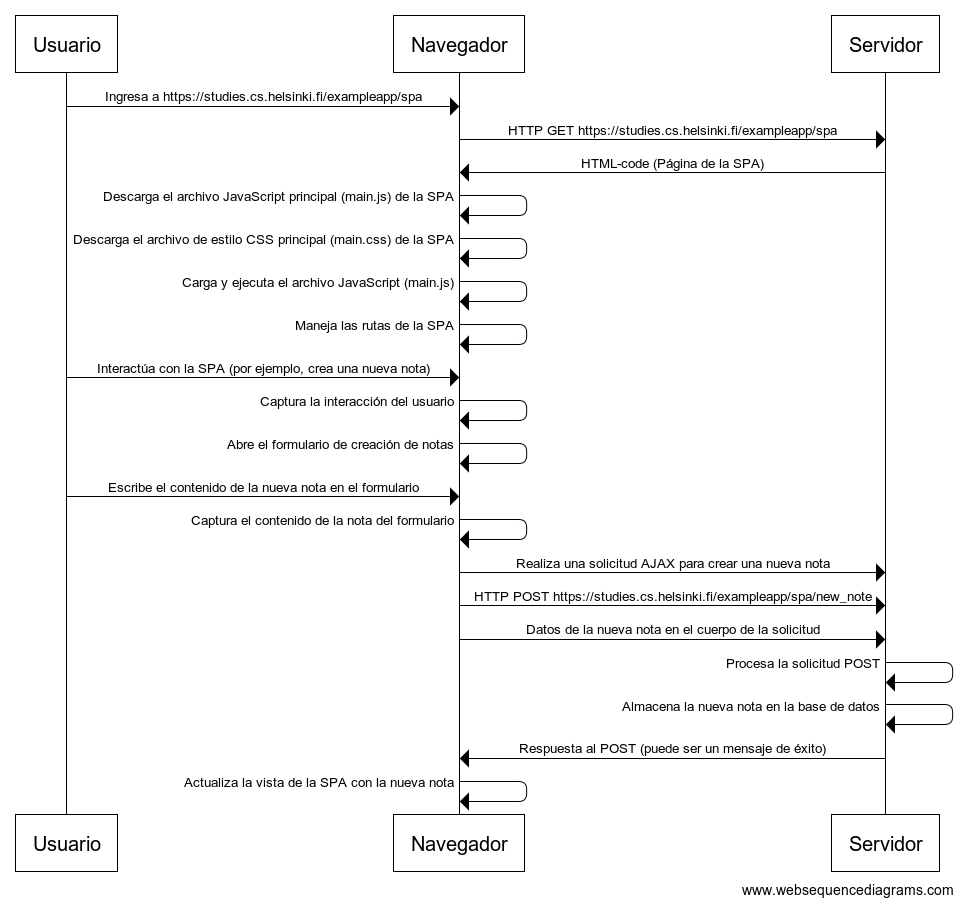 Usuario
Navegador
Servidor
Ingresa a https://studies.cs.helsinki.fi/exampleapp/spa
HTTP GET https://studies.cs.helsinki.fi/exampleapp/spa
HTML-code (Página de la SPA)
Descarga el archivo JavaScript principal (main.js) de la SPA
Descarga el archivo de estilo CSS principal (main.css) de la SPA
Carga y ejecuta el archivo JavaScript (main.js)
Maneja las rutas de la SPA
Interactúa con la SPA (por ejemplo, crea una nueva nota)
Captura la interacción del usuario
Abre el formulario de creación de notas
Escribe el contenido de la nueva nota en el formulario
Captura el contenido de la nota del formulario
Realiza una solicitud AJAX para crear una nueva nota
HTTP POST https://studies.cs.helsinki.fi/exampleapp/spa/new_note
Datos de la nueva nota en el cuerpo de la solicitud
Procesa la solicitud POST
Almacena la nueva nota en la base de datos
Respuesta al POST (puede ser un mensaje de éxito)
Actualiza la vista de la SPA con la nueva nota
Usuario
Navegador
Servidor
www.websequencediagrams.com